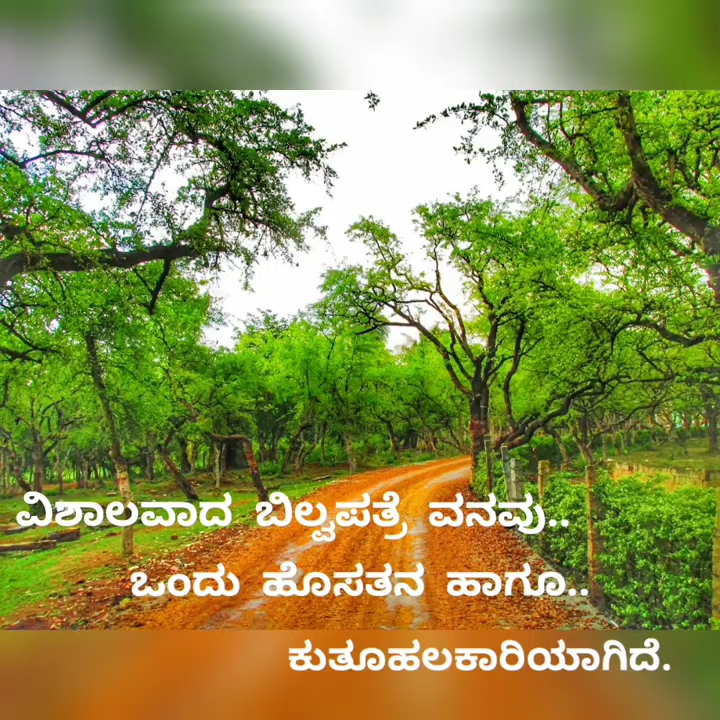 ವಿಶಾಲವಾದ ಬಿಲ್ವಪತ್ರೆ ವನವು..
ಒಂದು ಹೊಸತನ ಹಾಗೂ..
ಕುತೂಹಲಕಾರಿಯಾಗಿದೆ.